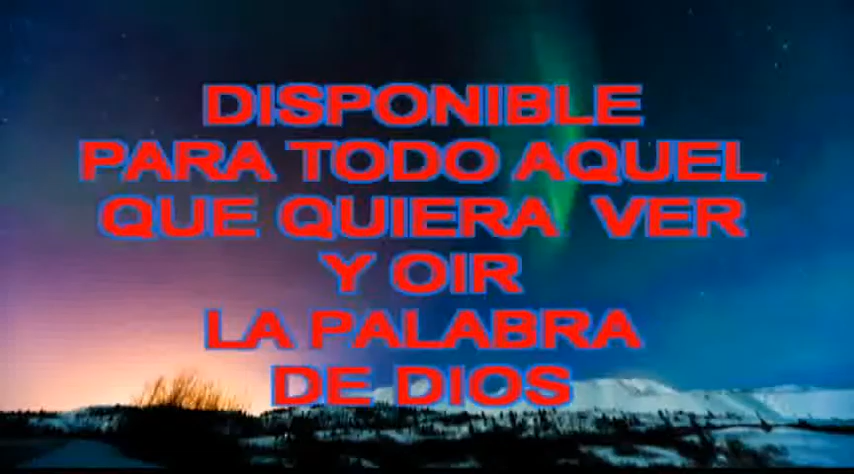 DISPONIBLE
PARA TODO AQUEL
QUE QUIERA VER
Y OIR
LA PALABRA
DE DIOS